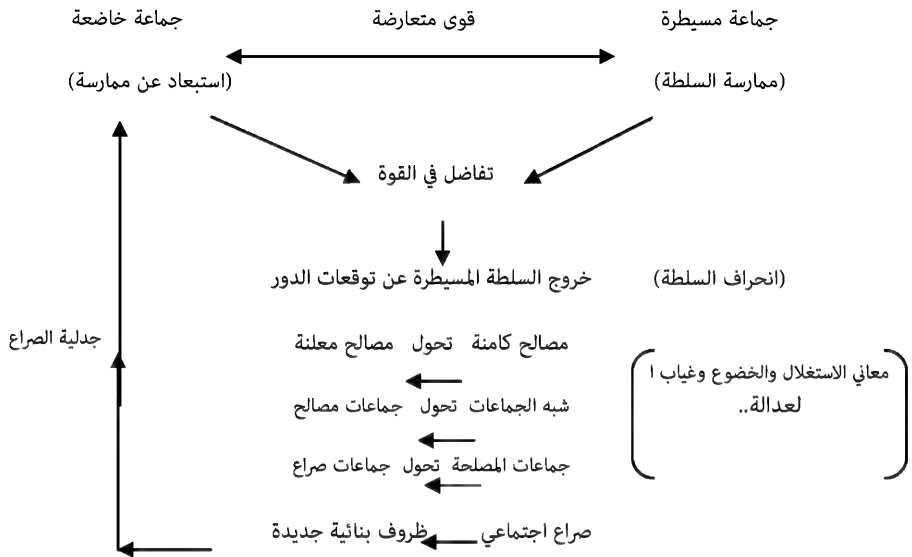 جماعة مسيطرة قوى متعارضة جماعة خاضعة
(ممارسة السلطة) (استبعاد عن ممارسة)
تفاضل في القوة
(انحراف السلطة) خروج السلطة المسيطرة عن توقعات الدور
مصالح كامنة تحول مصالح معلنة
جدلية الصراع
معاني الاستغلال والخضوع وغياب ا
لعدالة..
شبه الجماعات تحول جماعات مصالح
جماعات المصلحة تحول جماعات صراع
صراع اجتماعي ظروف بنائية جديدة